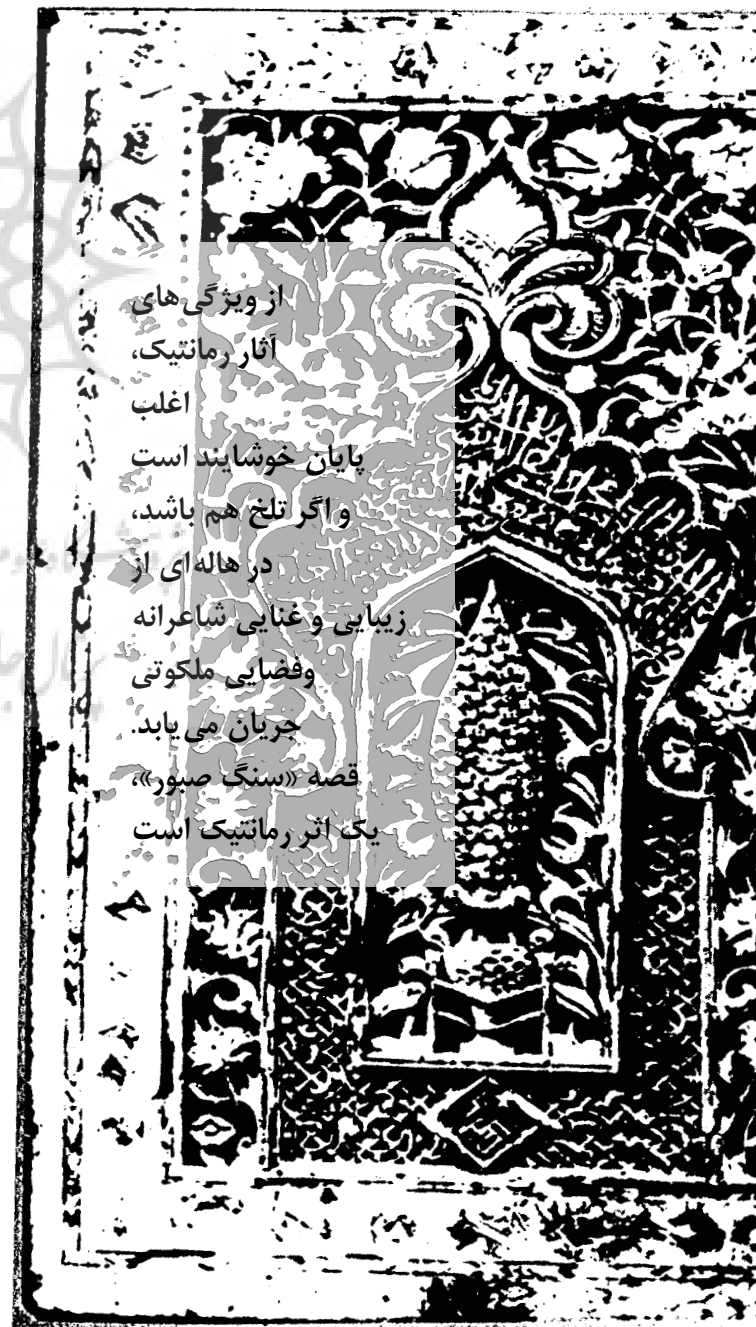 از ویژگی‌های
آثار رمانتیک،
اغلب
پایان خوشایند است
و اگر تلخ هم باشد،
در هاله‌ای از
زیبایی و غنایی شاعرانه
وفضایی ملکوتی
جریان می‌یابد.
قصه «سنگ صبور»،
یک اثر رمانتیک است